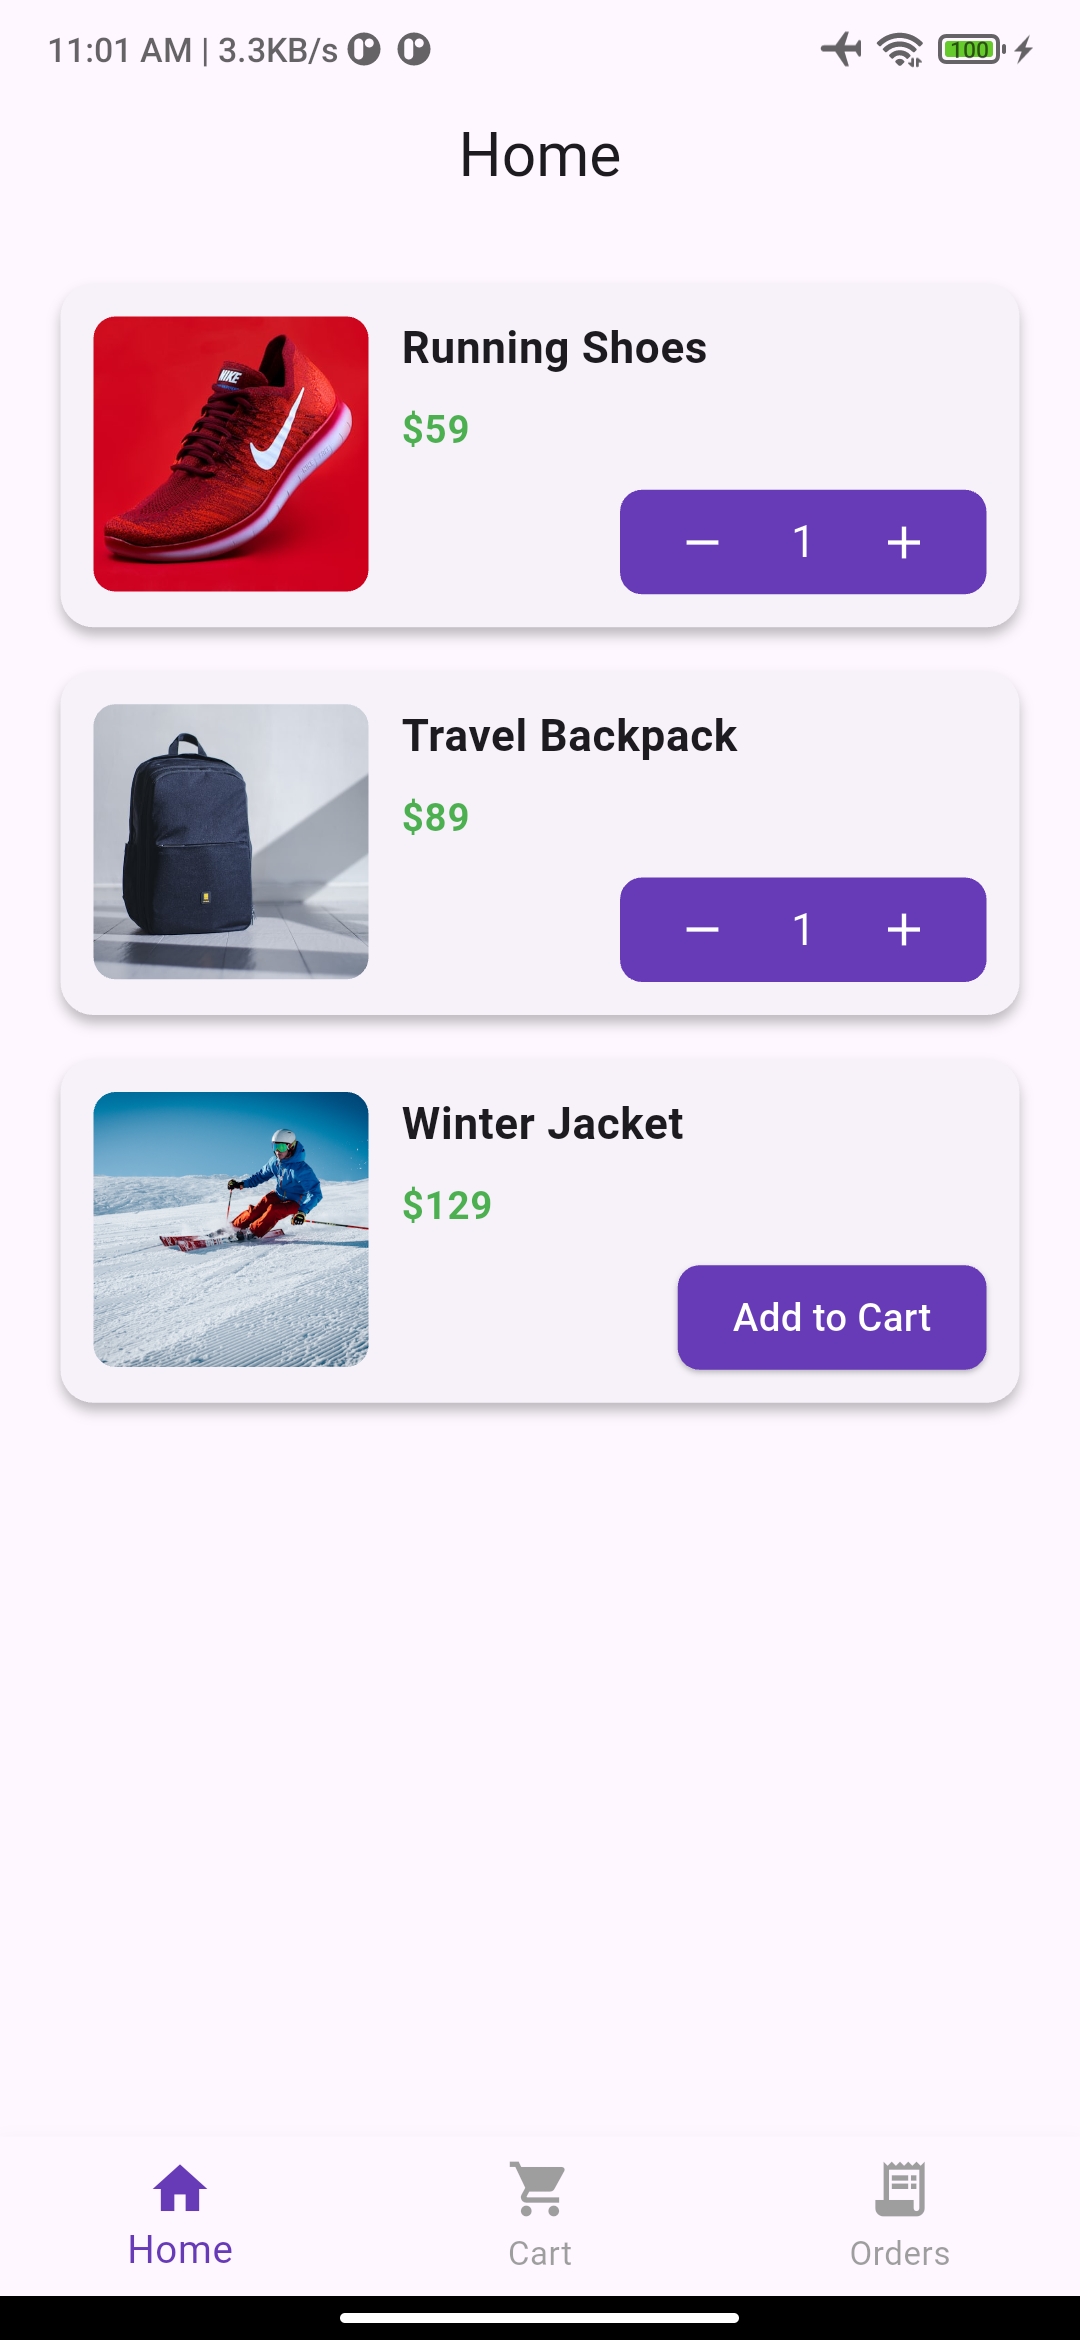 11:01 AM | 3.3KB/s
100
Home
NIKE
Running Shoes
$59
1
Travel Backpack
$89
1
Winter Jacket
$129
Add to Cart
Home
Cart
Orders